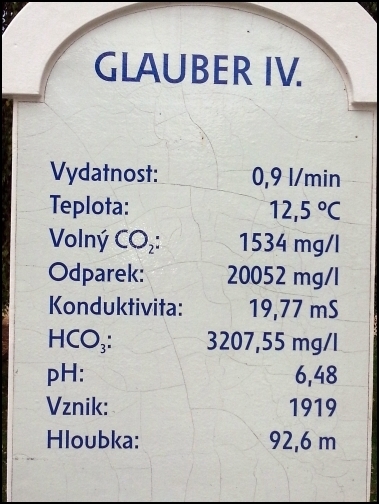 GLAUBER IV.
Vydatnost: 0,9 l/min
Teplota: 12,5 ºC
Volný CO₂: 1534 mg/l
Odparek: 20052 mg/l
Konduktivita: 19,77 mS
HCO₃: 3207,55 mg/l
pH: 6,48
Vznik: 1919
Hloubka: 92,6 m